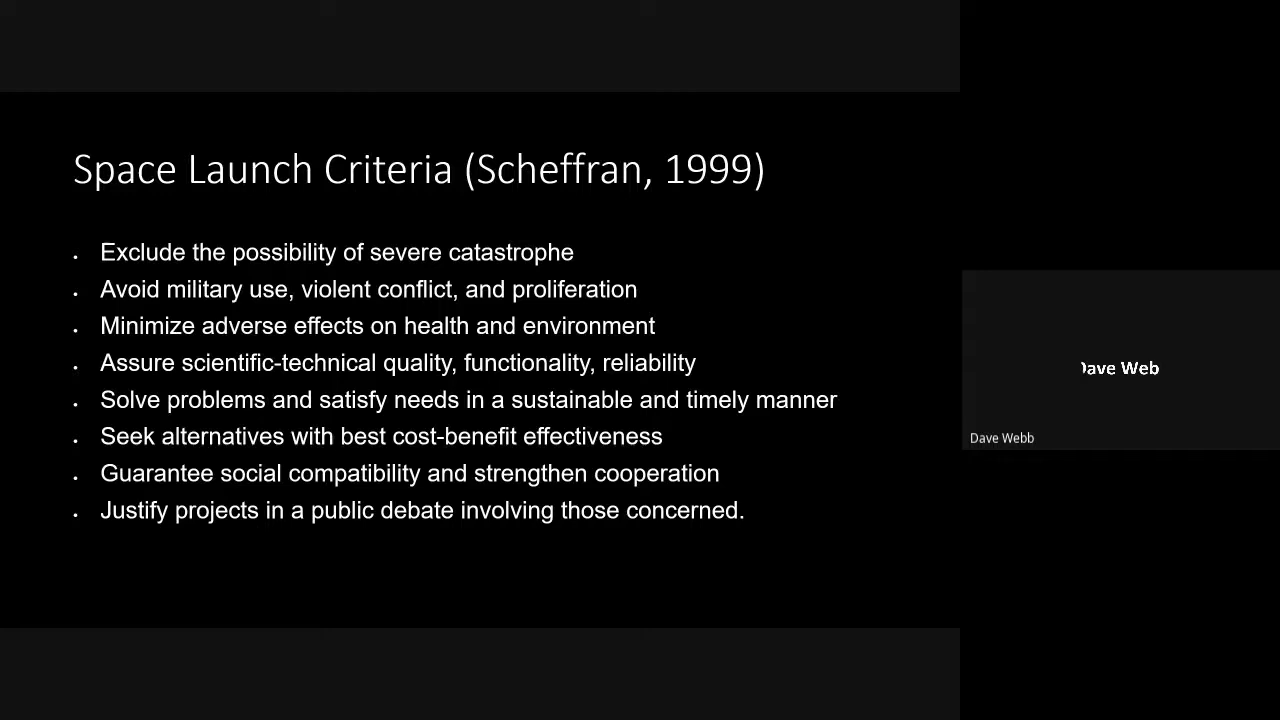 Space Launch Criteria (Scheffran, 1999)
• Exclude the possibility of severe catastrophe
• Avoid military use, violent conflict, and proliferation
• Minimize adverse effects on health and environment
• Assure scientific-technical quality, functionality, reliability
• Solve problems and satisfy needs in a sustainable and timely manner
• Seek alternatives with best cost-benefit effectiveness
• Guarantee social compatibility and strengthen cooperation
• Justify projects in a public debate involving those concerned.
Dave Web
Dave Webb